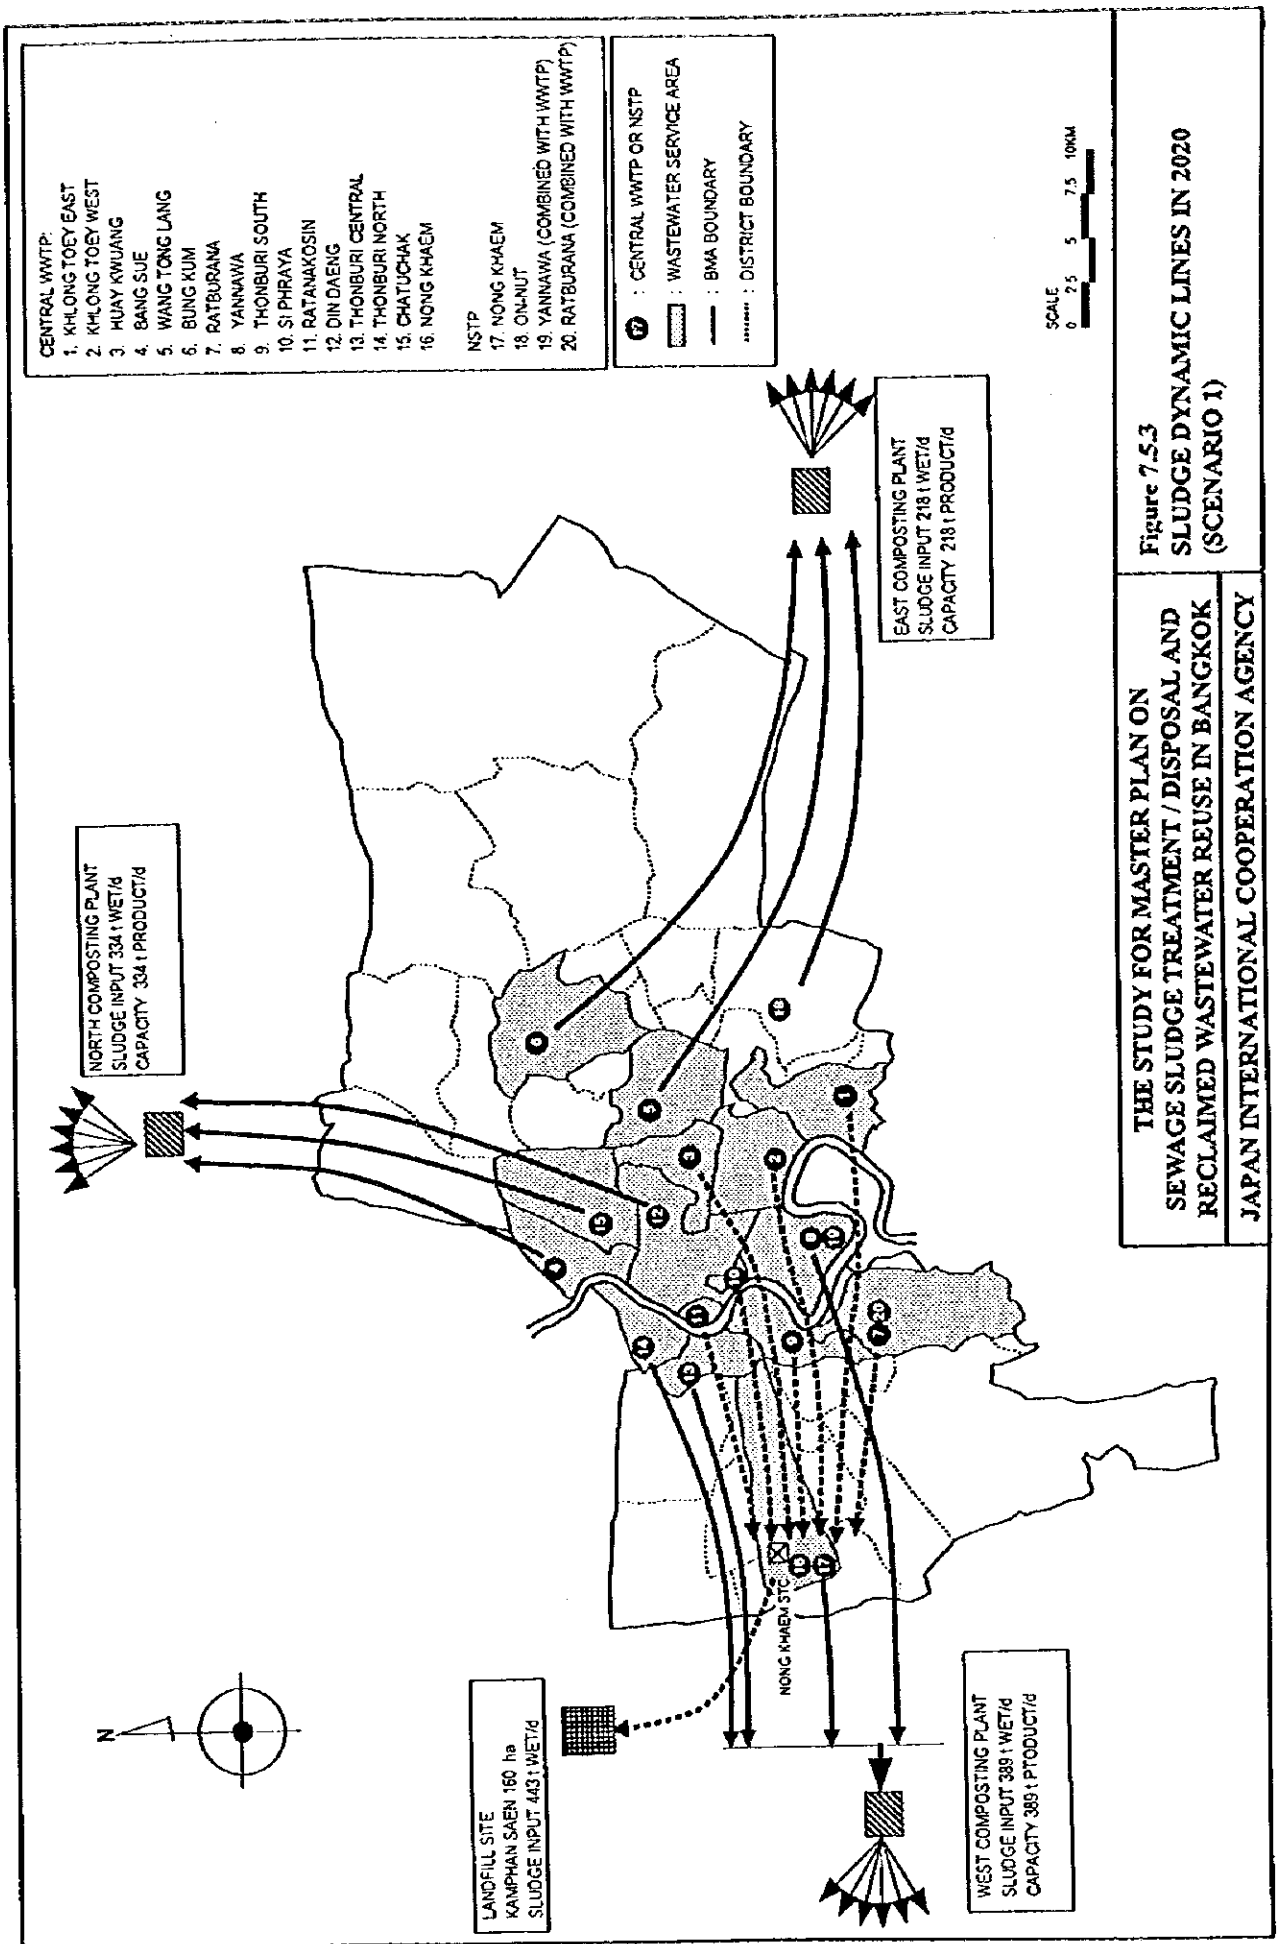 CENTRAL WWTP:
1. KHLONG TOEY EAST
2. KHLONG TOEY WEST
3. HUAY KWUANG
4. BANG SUE
5. WANG TONG LANG
6. BUNG KUM
7. RATBURANA
8. YANNAWA
9. THONBURI SOUTH
10. SI PHRAYA
11. RATANAKOSIN
12. DIN DAENG
13. THONBURI CENTRAL
14. THONBURI NORTH
15. CHATUCHAK
16. NONG KHAEM
NSTP
17. NONG KHAEM
18. ON-NUT
19. YANNAWA (COMBINED WITH WWTP)
20. RATBURANA (COMBINED WITH WWTP)
: CENTRAL WWTP OR NSTP
: WASTEWATER SERVICE AREA
: BMA BOUNDARY
: DISTRICT BOUNDARY
SCALE
0 2.5 5 7.5 10KM
N
NORTH COMPOSTING PLANT
SLUDGE INPUT 334 t WET/d
CAPACITY 334 t PRODUCT/d
EAST COMPOSTING PLANT
SLUDGE INPUT 218 t WET/d
CAPACITY 218 t PRODUCT/d
LANDFILL SITE
KAMPHAN SAEN 160 ha
SLUDGE INPUT 443 t WET/d
NONG KHAEM STC
WEST COMPOSTING PLANT
SLUDGE INPUT 389 t WET/d
CAPACITY 389 t PTODUCT/d
THE STUDY FOR MASTER PLAN ON
SEWAGE SLUDGE TREATMENT / DISPOSAL AND
RECLAIMED WASTEWATER REUSE IN BANGKOK
JAPAN INTERNATIONAL COOPERATION AGENCY
Figure 7.5.3
SLUDGE DYNAMIC LINES IN 2020
(SCENARIO 1)